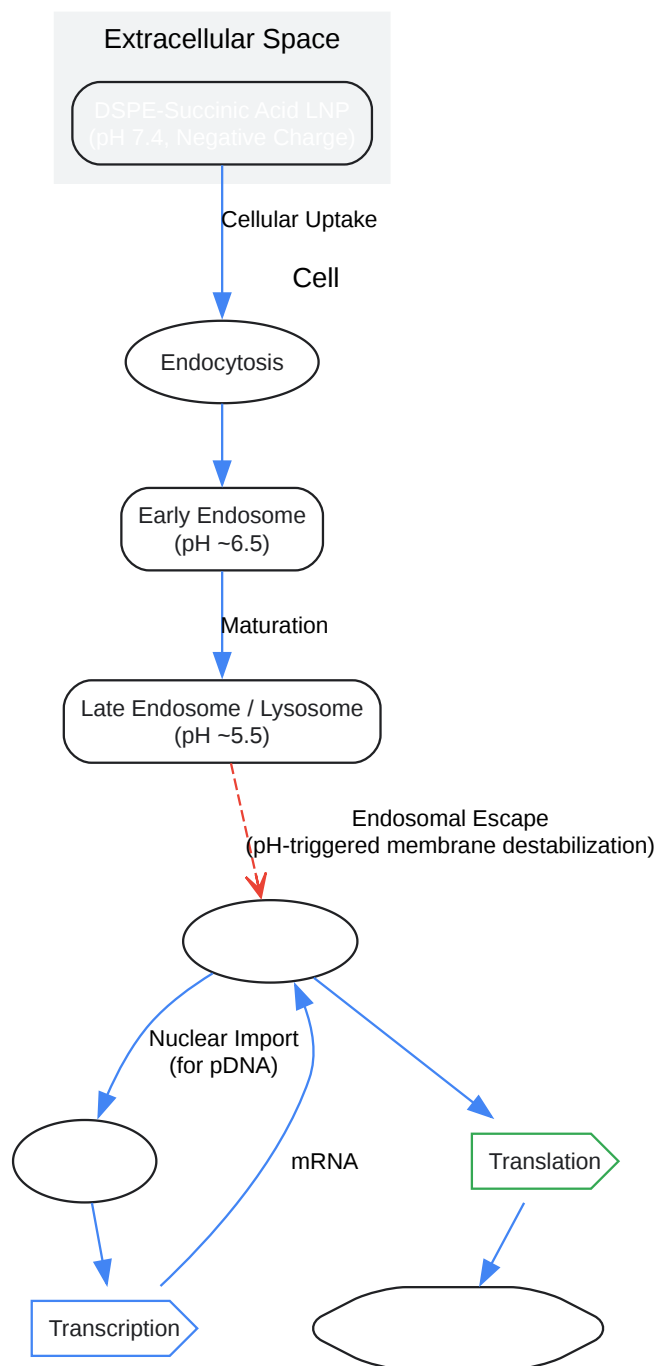 Extracellular Space
DSPE-Succinic Acid LNP
(pH 7.4, Negative Charge)
Cellular Uptake
Cell
Endocytosis
Early Endosome
(pH ~6.5)
Maturation
Late Endosome / Lysosome
(pH ~5.5)
Endosomal Escape
(pH-triggered membrane destabilization)
Nuclear Import
(for pDNA)
mRNA
Translation
Transcription